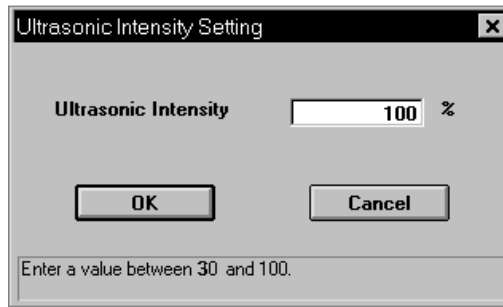 Ultrasonic Intensity Setting
Ultrasonic Intensity 100 %
OK Cancel
Enter a value between 30 and 100.